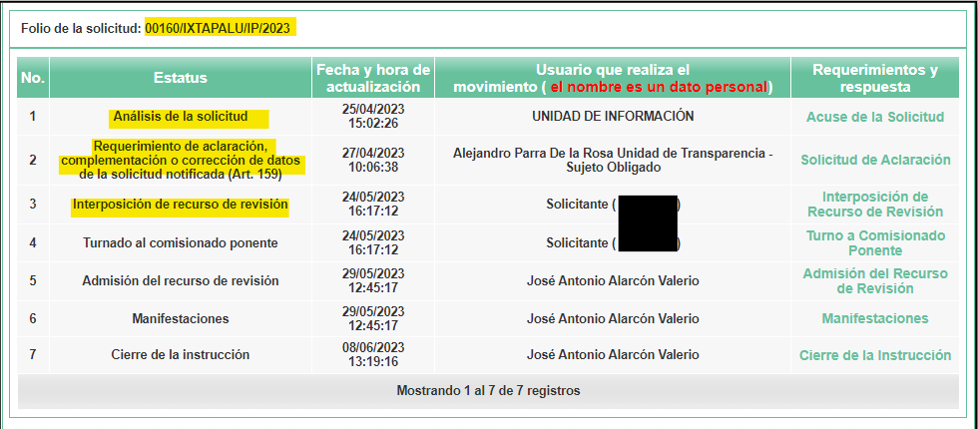 Folio de la solicitud: 00160/IXTAPALU/IP/2023
No. Estatus Fecha y hora de actualización Usuario que realiza el movimiento ( el nombre es un dato personal) Requerimientos y respuesta
1 Análisis de la solicitud 25/04/2023 15:02:26 UNIDAD DE INFORMACIÓN Acuse de la Solicitud
2 Requerimiento de aclaración, complementación o corrección de datos de la solicitud notificada (Art. 159) 27/04/2023 10:06:38 Alejandro Parra De la Rosa Unidad de Transparencia - Sujeto Obligado Solicitud de Aclaración
3 Interposición de recurso de revisión 24/05/2023 16:17:12 Solicitante ( ) Interposición de Recurso de Revisión
4 Turnado al comisionado ponente 24/05/2023 16:17:12 Solicitante ( ) Turno a Comisionado Ponente
5 Admisión del recurso de revisión 29/05/2023 12:45:17 José Antonio Alarcón Valerio Admisión del Recurso de Revisión
6 Manifestaciones 29/05/2023 12:45:17 José Antonio Alarcón Valerio Manifestaciones
7 Cierre de la instrucción 08/06/2023 13:19:16 José Antonio Alarcón Valerio Cierre de la Instrucción
Mostrando 1 al 7 de 7 registros